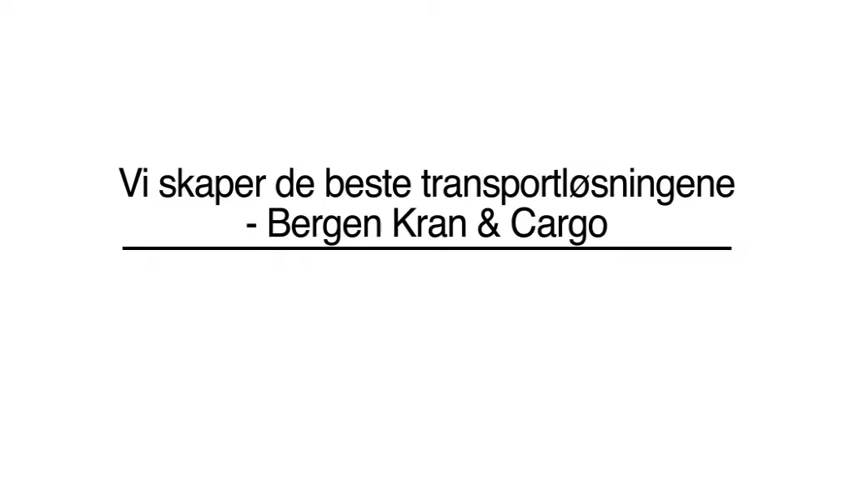 Vi skaper de beste transportløsningene
- Bergen Kran & Cargo